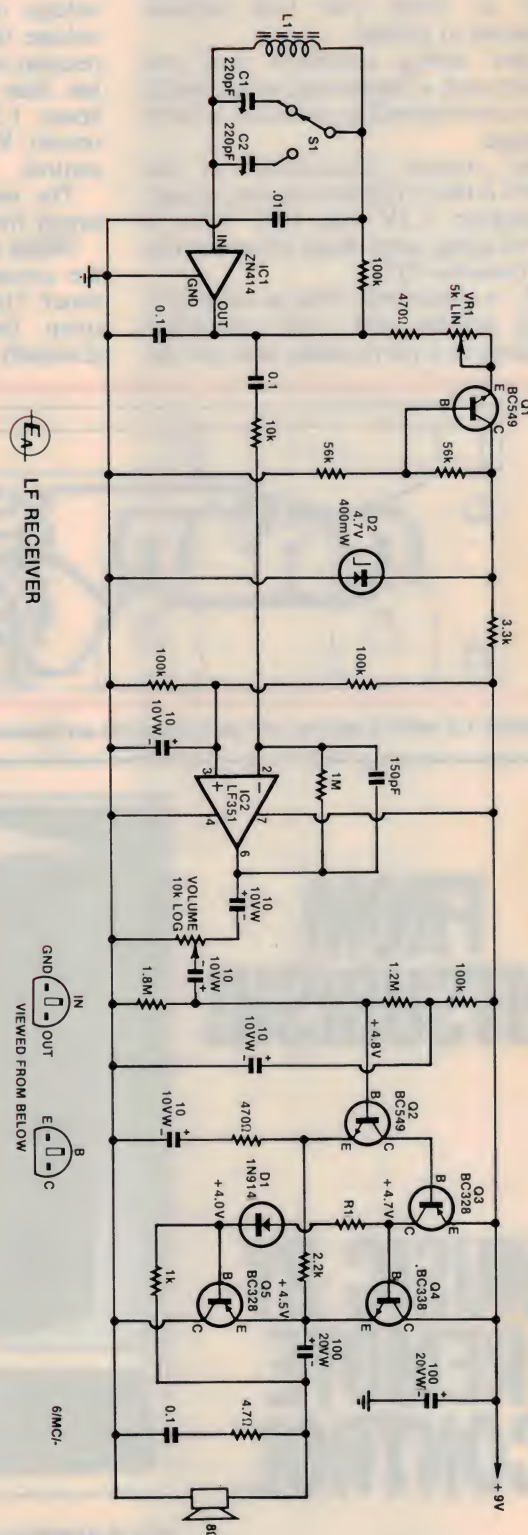 L1
C1
220pF
C2
220pF
S1
.01
IN
IC1
ZN414
GND
OUT
100k
0.1
470Ω
VR1
5k LIN
0.1
10k
Q1
BC549
E
B
C
56k
56k
D2
4.7V
400mW
3.3k
100k
100k
10
10VW
+
-
150pF
1M
2
-
3
+
IC2
LF351
7
4
6
10
10VW
+
-
VOLUME
10k LOG
10
10VW
-
+
1.8M
1.2M
100k
10
10VW
+
-
+4.8V
Q2
BC549
B
C
E
470Ω
10
10VW
+
-
Q3
BC328
B
C
E
+4.7V
R1
D1
1N914
+4.0V
2.2k
Q4
BC338
B
C
E
Q5
BC328
B
C
E
+4.5V
1k
100
20VW
+
-
100
20VW
+
-
+9V
4.7Ω
0.1
8Ω
EA LF RECEIVER
IN
GND
OUT
B
E
C
VIEWED FROM BELOW
6/MC/-